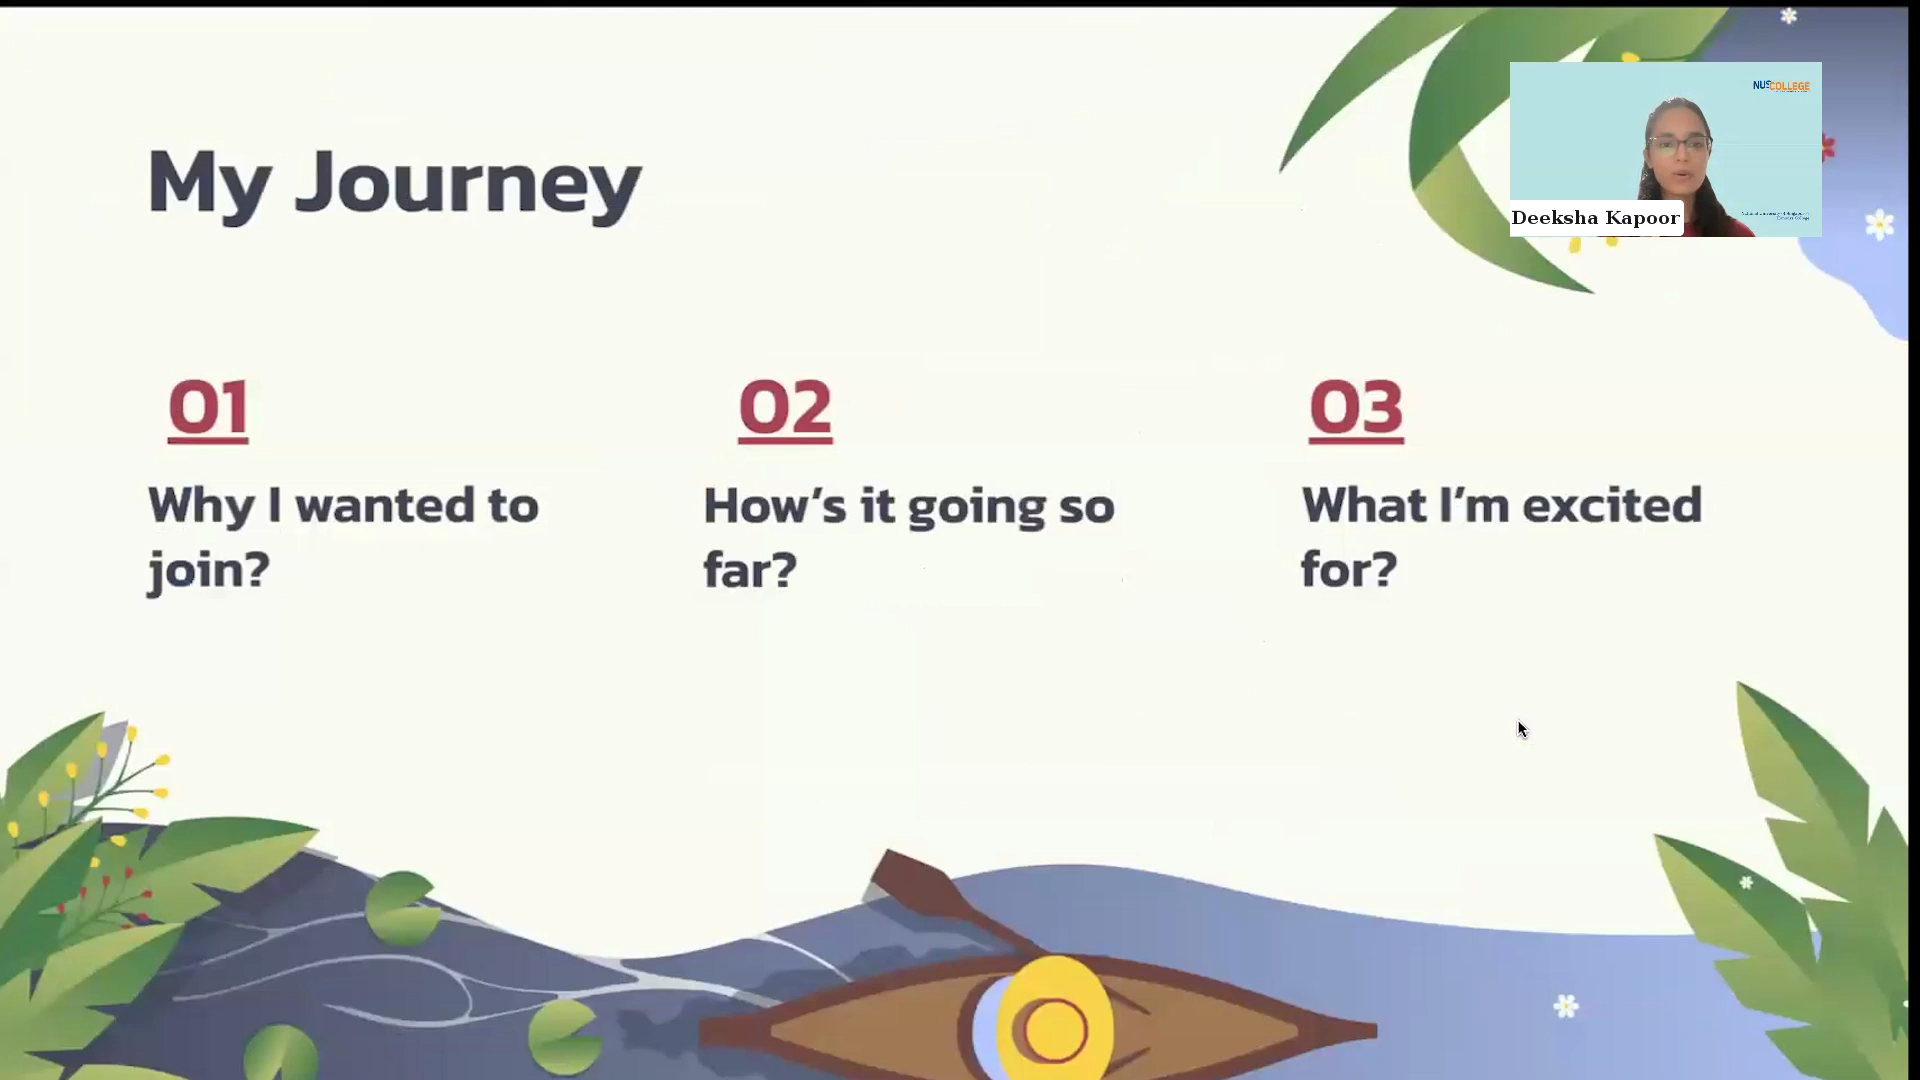 My Journey
NUS COLLEGE
Deeksha Kapoor
01
Why I wanted to
join?
02
How’s it going so
far?
03
What I’m excited
for?